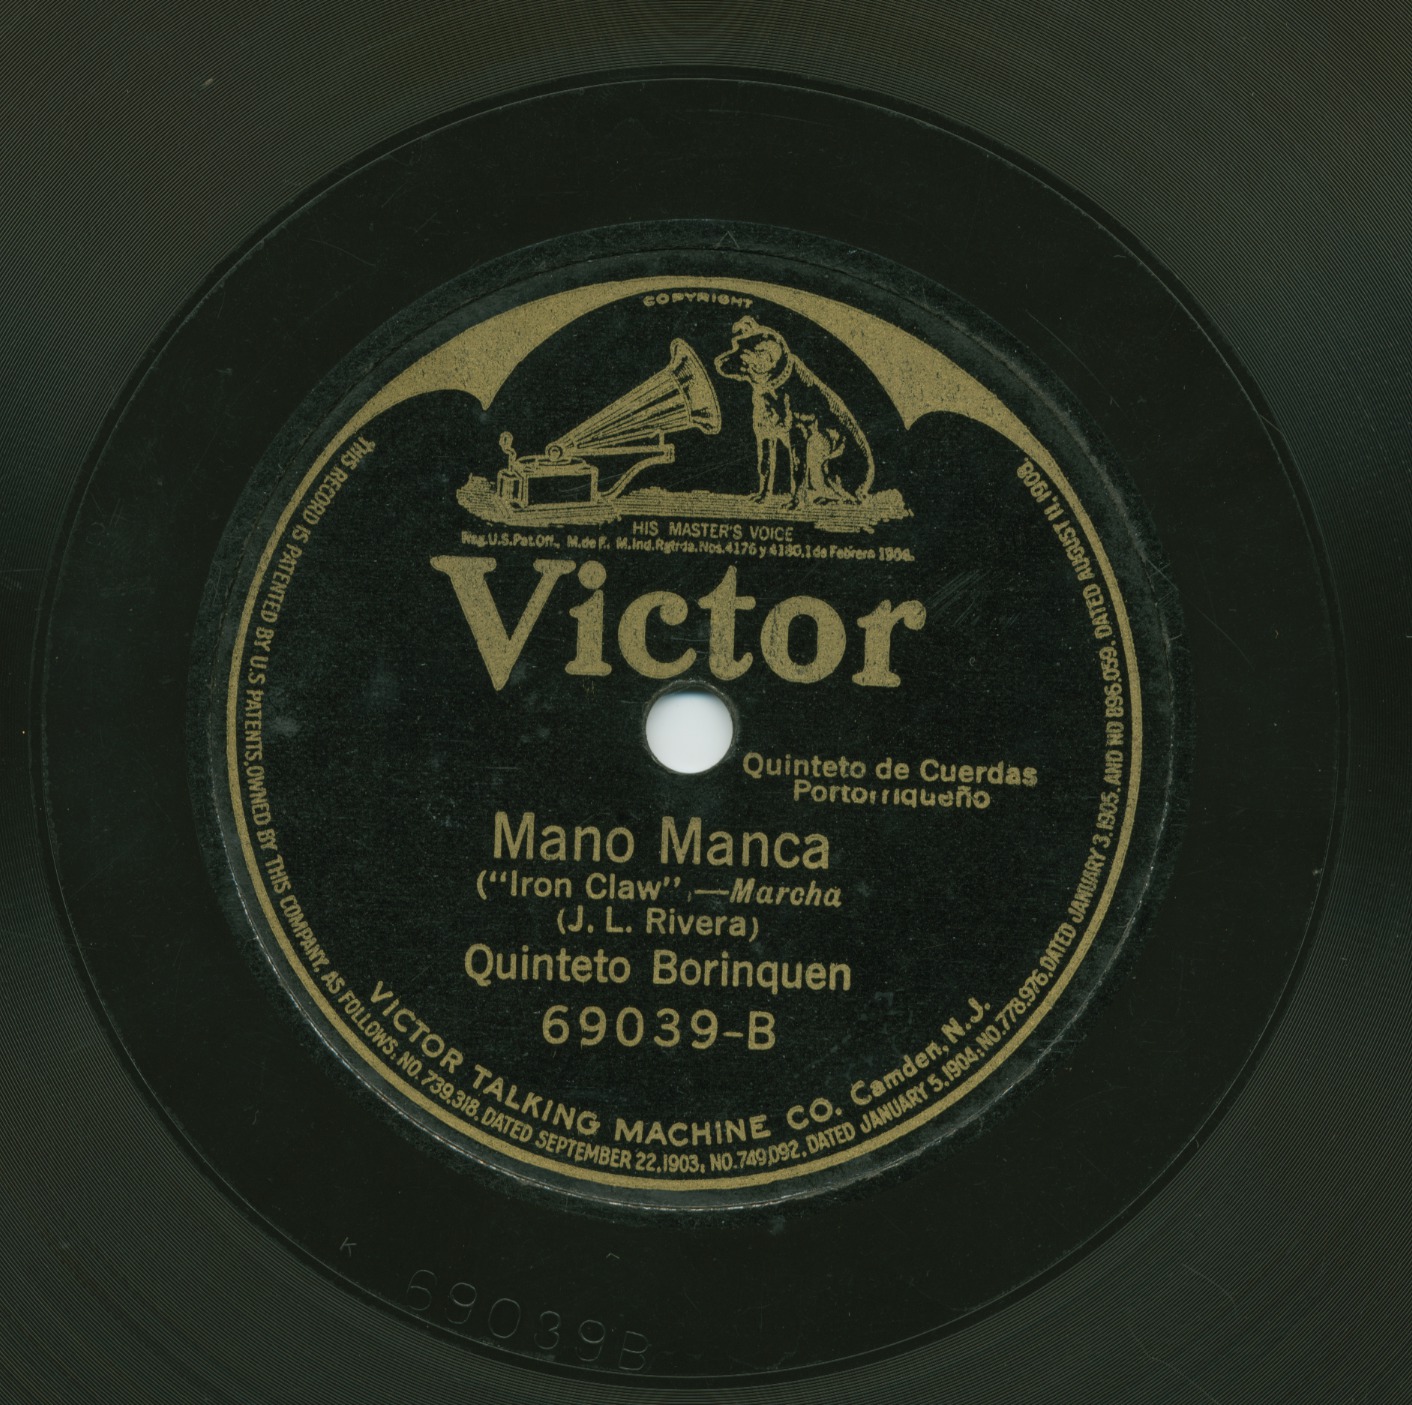 COPYRIGHT
HIS MASTER'S VOICE
Reg.U.S.Pat.Off., M.de F., M.Ind.Rgtrda.Nos.4176 y 4180,1 de Febrero 1906.
Victor
Quinteto de Cuerdas
Portorriqueño
Mano Manca
("Iron Claw" ,—Marcha
(J. L. Rivera)
Quinteto Borinquen
69039-B
VICTOR TALKING MACHINE CO. Camden, N.J.
THIS RECORD IS PATENTED BY U.S PATENTS, OWNED BY THIS COMPANY, AS FOLLOWS: NO. 739,318, DATED SEPTEMBER 22,1903, NO.749,092, DATED JANUARY 5,1904; NO.778,976, DATED JANUARY 3,1905, AND NO 896,059, DATED AUGUST 11,1908
K
69039B